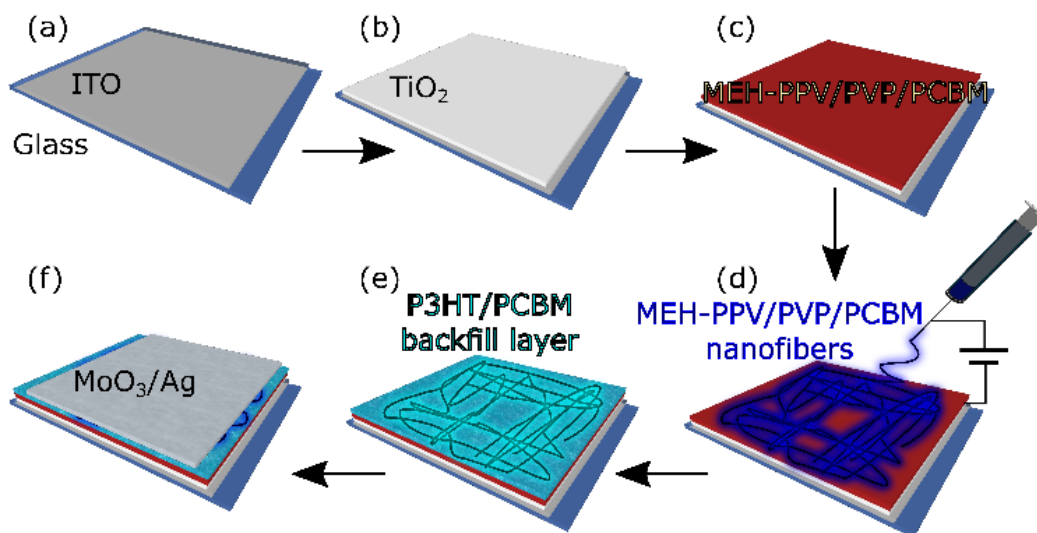 (a)
ITO
Glass
(b)
TiO₂
(c)
MEH-PPV/PVP/PCBM
(d)
MEH-PPV/PVP/PCBM
nanofibers
(e)
P3HT/PCBM
backfill layer
(f)
MoO₃/Ag